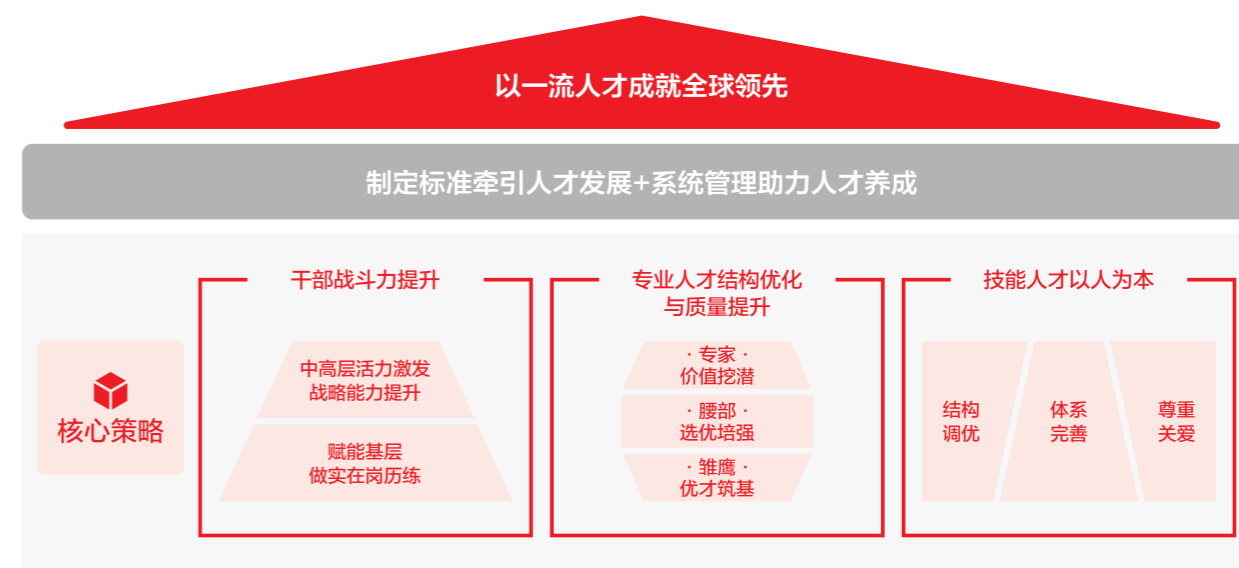 以一流人才成就全球领先
制定标准牵引人才发展+系统管理助力人才养成
核心策略
干部战斗力提升
中高层活力激发
战略能力提升
赋能基层
做实在岗历练
专业人才结构优化
与质量提升
· 专家 ·
价值挖潜
· 腰部 ·
选优培强
· 雏鹰 ·
优才筑基
技能人才以人为本
结构
调优
体系
完善
尊重
关爱